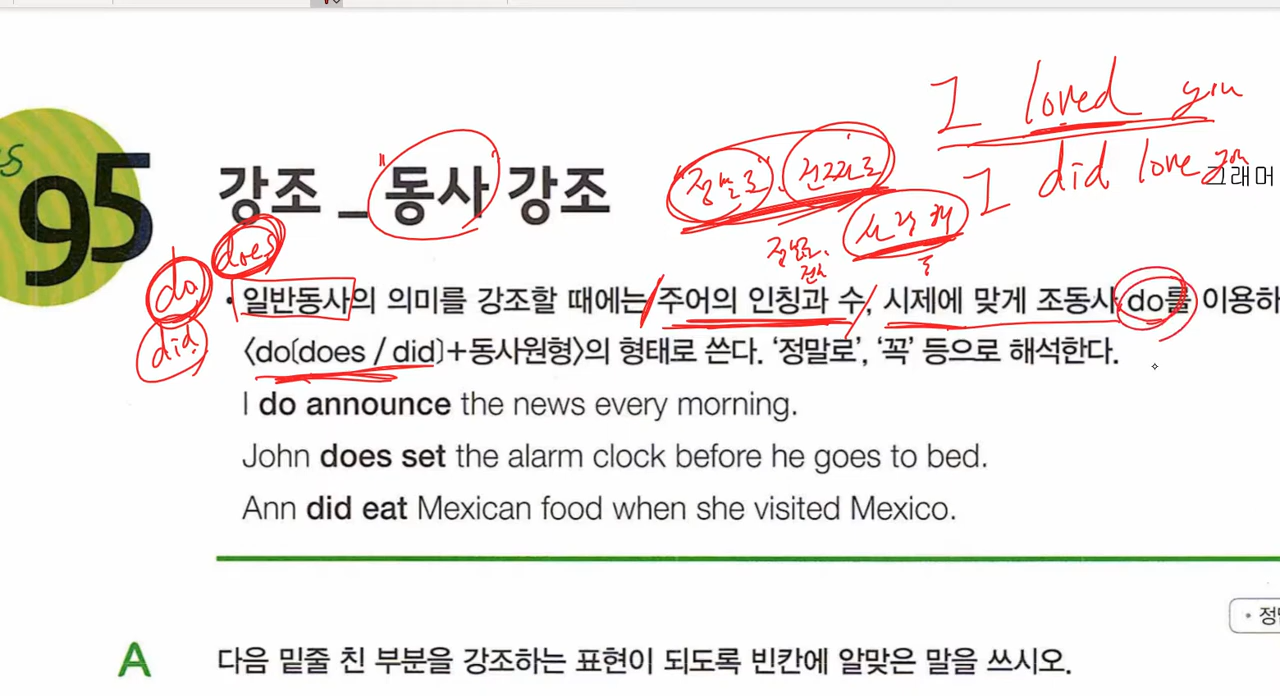 I loved you
I did love you
95
강조 _ "동사" 강조
"정말로", 진짜로
그래머
does
정말로,
do
• 일반동사의 의미를 강조할 때에는 주어의 인칭과 수, 시제에 맞게 조동사 do를 이용하
did
〈do(does / did)+동사원형〉의 형태로 쓴다. '정말로', '꼭' 등으로 해석한다.
I do announce the news every morning.
John does set the alarm clock before he goes to bed.
Ann did eat Mexican food when she visited Mexico.
• 정말
A 다음 밑줄 친 부분을 강조하는 표현이 되도록 빈칸에 알맞은 말을 쓰시오.